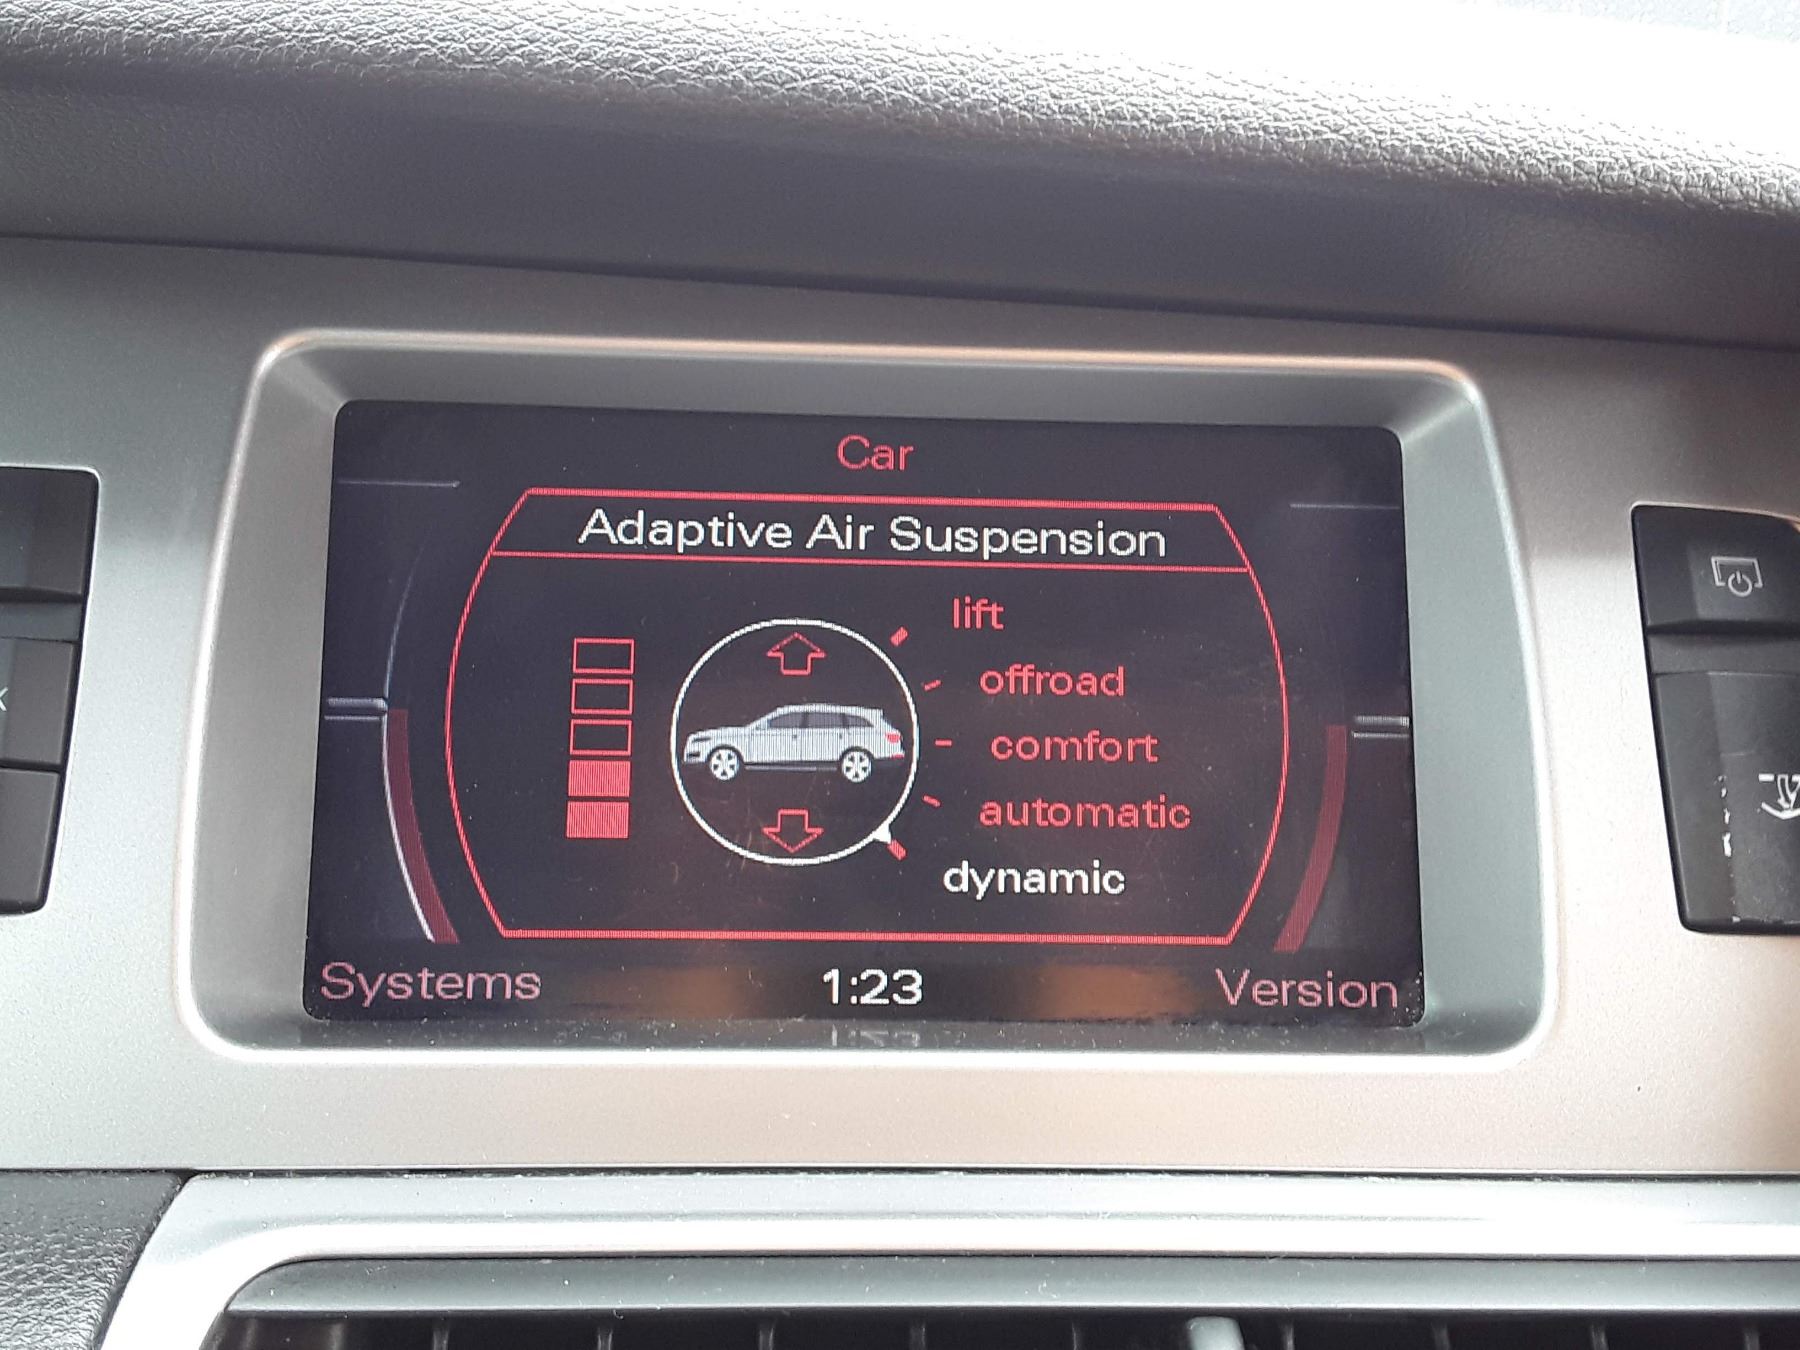 Car
Adaptive Air Suspension
lift
offroad
comfort
automatic
dynamic
Systems
1:23
Version